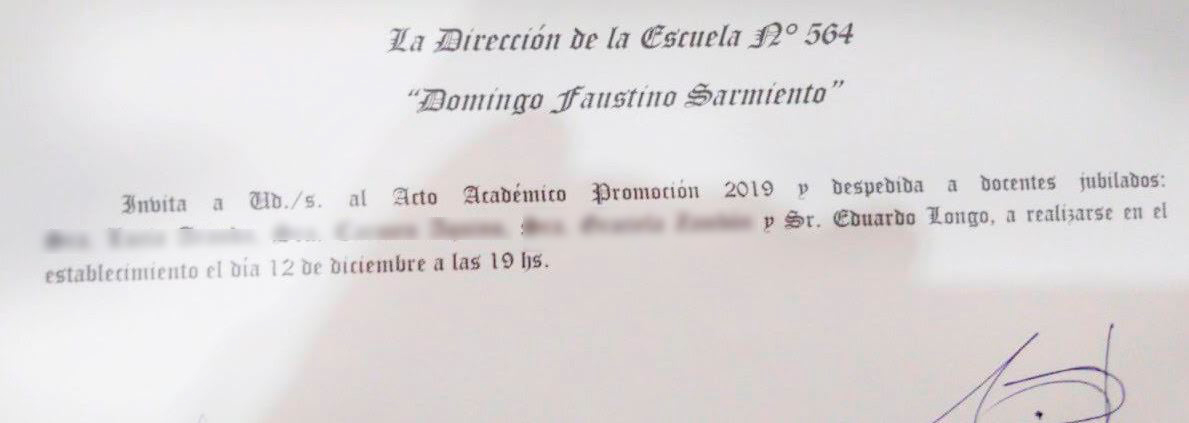 La Dirección de la Escuela N° 564
“Domingo Faustino Sarmiento”
Invita a Ud./s. al Acto Académico Promoción 2019 y despedida a docentes jubilados:
y Sr. Eduardo Longo, a realizarse en el
establecimiento el día 12 de diciembre a las 19 hs.